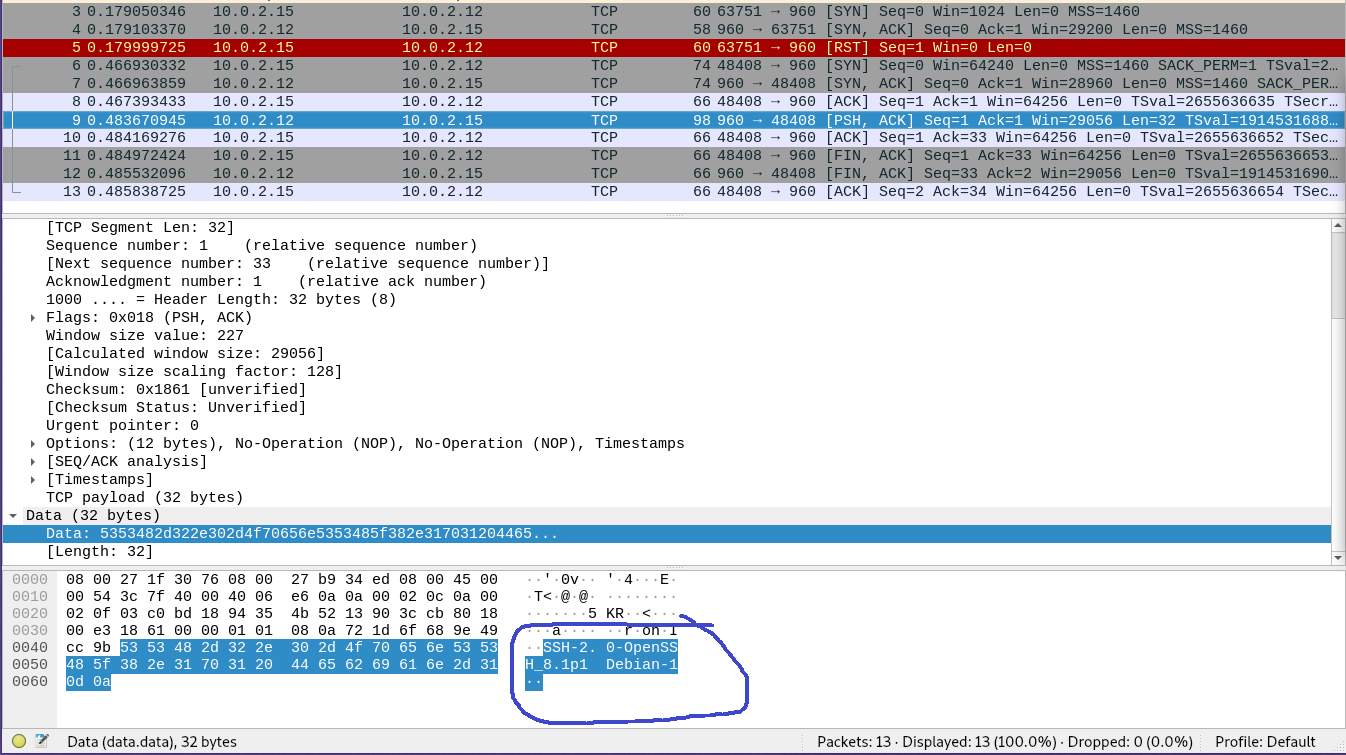 3 0.179050346 10.0.2.15 10.0.2.12 TCP 60 63751 → 960 [SYN] Seq=0 Win=1024 Len=0 MSS=1460
4 0.179103370 10.0.2.12 10.0.2.15 TCP 58 960 → 63751 [SYN, ACK] Seq=0 Ack=1 Win=29200 Len=0 MSS=1460
5 0.179999725 10.0.2.15 10.0.2.12 TCP 60 63751 → 960 [RST] Seq=1 Win=0 Len=0
6 0.466930332 10.0.2.15 10.0.2.12 TCP 74 48408 → 960 [SYN] Seq=0 Win=64240 Len=0 MSS=1460 SACK_PERM=1 TSval=2…
7 0.466963859 10.0.2.12 10.0.2.15 TCP 74 960 → 48408 [SYN, ACK] Seq=0 Ack=1 Win=28960 Len=0 MSS=1460 SACK_PER…
8 0.467393433 10.0.2.15 10.0.2.12 TCP 66 48408 → 960 [ACK] Seq=1 Ack=1 Win=64256 Len=0 TSval=2655636635 TSecr…
9 0.483670945 10.0.2.12 10.0.2.15 TCP 98 960 → 48408 [PSH, ACK] Seq=1 Ack=1 Win=29056 Len=32 TSval=1914531688…
10 0.484169276 10.0.2.15 10.0.2.12 TCP 66 48408 → 960 [ACK] Seq=1 Ack=33 Win=64256 Len=0 TSval=2655636652 TSec…
11 0.484972424 10.0.2.15 10.0.2.12 TCP 66 48408 → 960 [FIN, ACK] Seq=1 Ack=33 Win=64256 Len=0 TSval=2655636653…
12 0.485532096 10.0.2.12 10.0.2.15 TCP 66 960 → 48408 [FIN, ACK] Seq=33 Ack=2 Win=29056 Len=0 TSval=1914531690…
13 0.485838725 10.0.2.15 10.0.2.12 TCP 66 48408 → 960 [ACK] Seq=2 Ack=34 Win=64256 Len=0 TSval=2655636654 TSec…
[TCP Segment Len: 32]
Sequence number: 1 (relative sequence number)
[Next sequence number: 33 (relative sequence number)]
Acknowledgment number: 1 (relative ack number)
1000 .... = Header Length: 32 bytes (8)
Flags: 0x018 (PSH, ACK)
Window size value: 227
[Calculated window size: 29056]
[Window size scaling factor: 128]
Checksum: 0x1861 [unverified]
[Checksum Status: Unverified]
Urgent pointer: 0
Options: (12 bytes), No-Operation (NOP), No-Operation (NOP), Timestamps
[SEQ/ACK analysis]
[Timestamps]
TCP payload (32 bytes)
Data (32 bytes)
Data: 5353482d322e302d4f70656e5353485f382e317031204465...
[Length: 32]
0000 08 00 27 1f 30 76 08 00 27 b9 34 ed 08 00 45 00 ··'·0v·· '·4···E·
0010 00 54 3c 7f 40 00 40 06 e6 0a 0a 00 02 0c 0a 00 ·T<·@·@· ········
0020 02 0f 03 c0 bd 18 94 35 4b 52 13 90 3c cb 80 18 ·······5 KR··<···
0030 00 e3 18 61 00 00 01 01 08 0a 72 1d 6f 68 9e 49 ···a···· ··r·oh·I
0040 cc 9b 53 53 48 2d 32 2e 30 2d 4f 70 65 6e 53 53 ··SSH-2. 0-OpenSS
0050 48 5f 38 2e 31 70 31 20 44 65 62 69 61 6e 2d 31 H_8.1p1 Debian-1
0060 0d 0a ··
Data (data.data), 32 bytes Packets: 13 · Displayed: 13 (100.0%) · Dropped: 0 (0.0%) Profile: Default